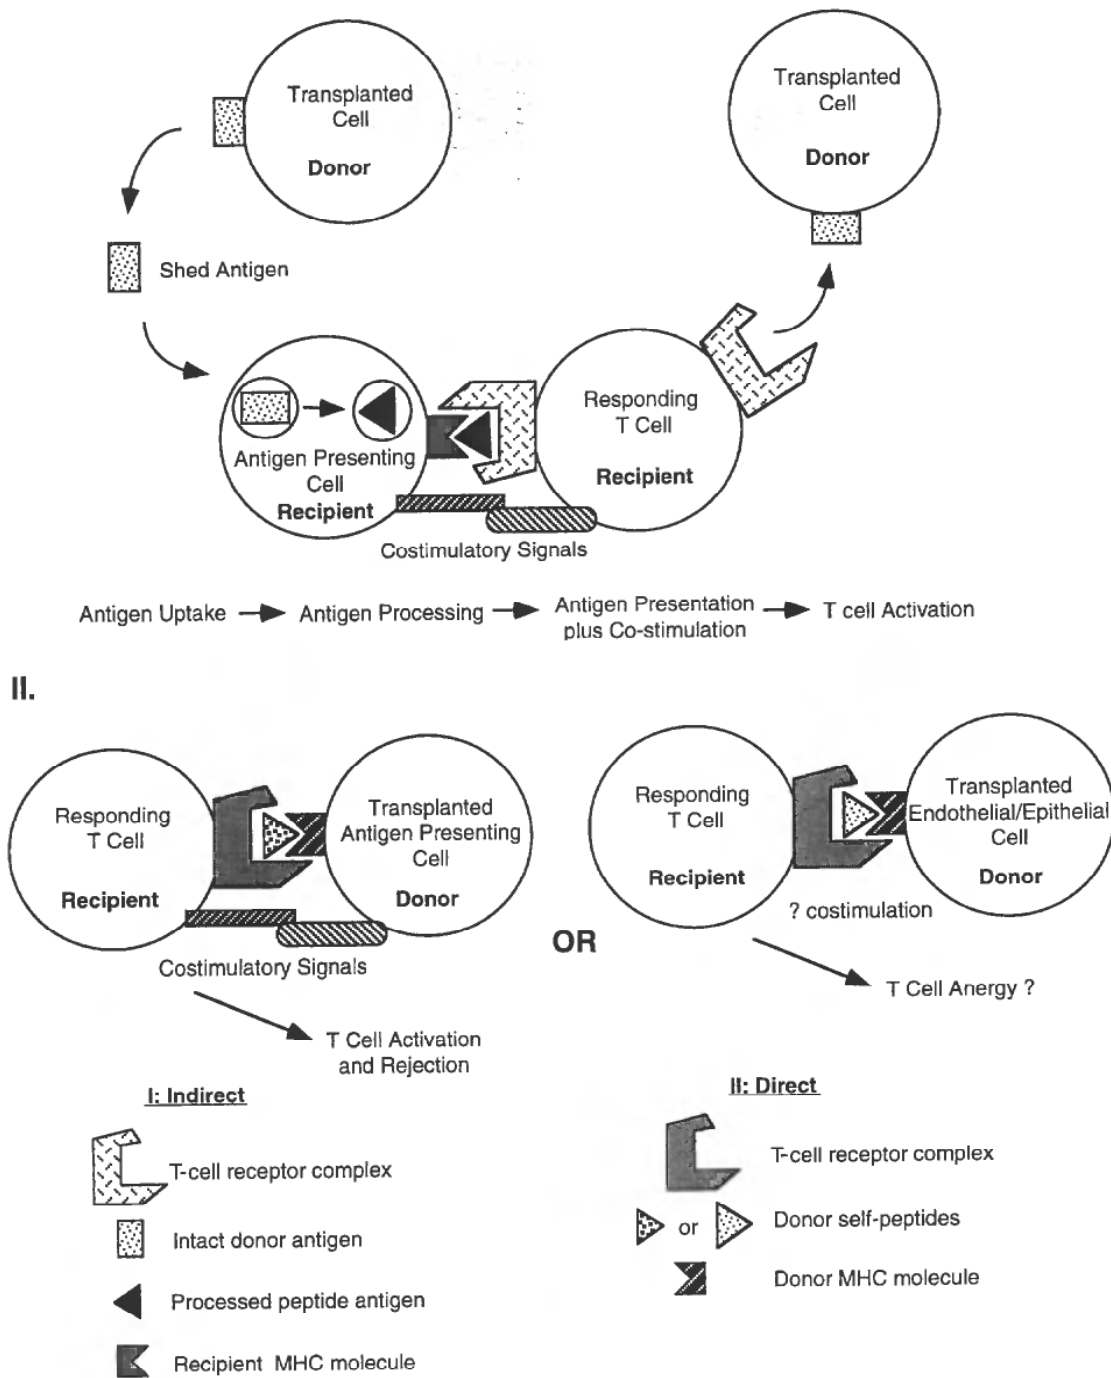 Transplanted
Cell
Donor
Transplanted
Cell
Donor
Shed Antigen
Antigen Presenting
Cell
Recipient
Responding
T Cell
Recipient
Costimulatory Signals
Antigen Uptake
Antigen Processing
Antigen Presentation
plus Co-stimulation
T cell Activation
II.
Responding
T Cell
Recipient
Transplanted
Antigen Presenting
Cell
Donor
Costimulatory Signals
T Cell Activation
and Rejection
OR
Responding
T Cell
Recipient
Transplanted
Endothelial/Epithelial
Cell
Donor
? costimulation
T Cell Anergy ?
I: Indirect
T-cell receptor complex
Intact donor antigen
Processed peptide antigen
Recipient MHC molecule
II: Direct
T-cell receptor complex
or
Donor self-peptides
Donor MHC molecule